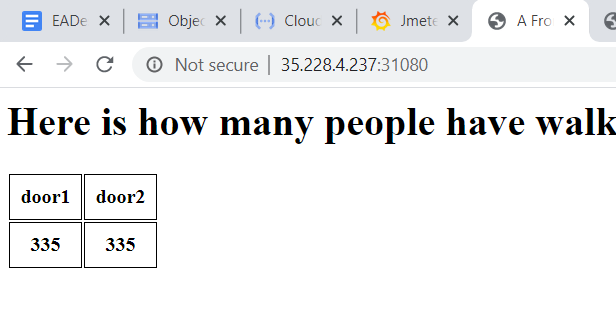 EADe
Objec
Clouc
Jmete
A Fro
Not secure | 35.228.4.237:31080
Here is how many people have walk
door1 door2
335 335